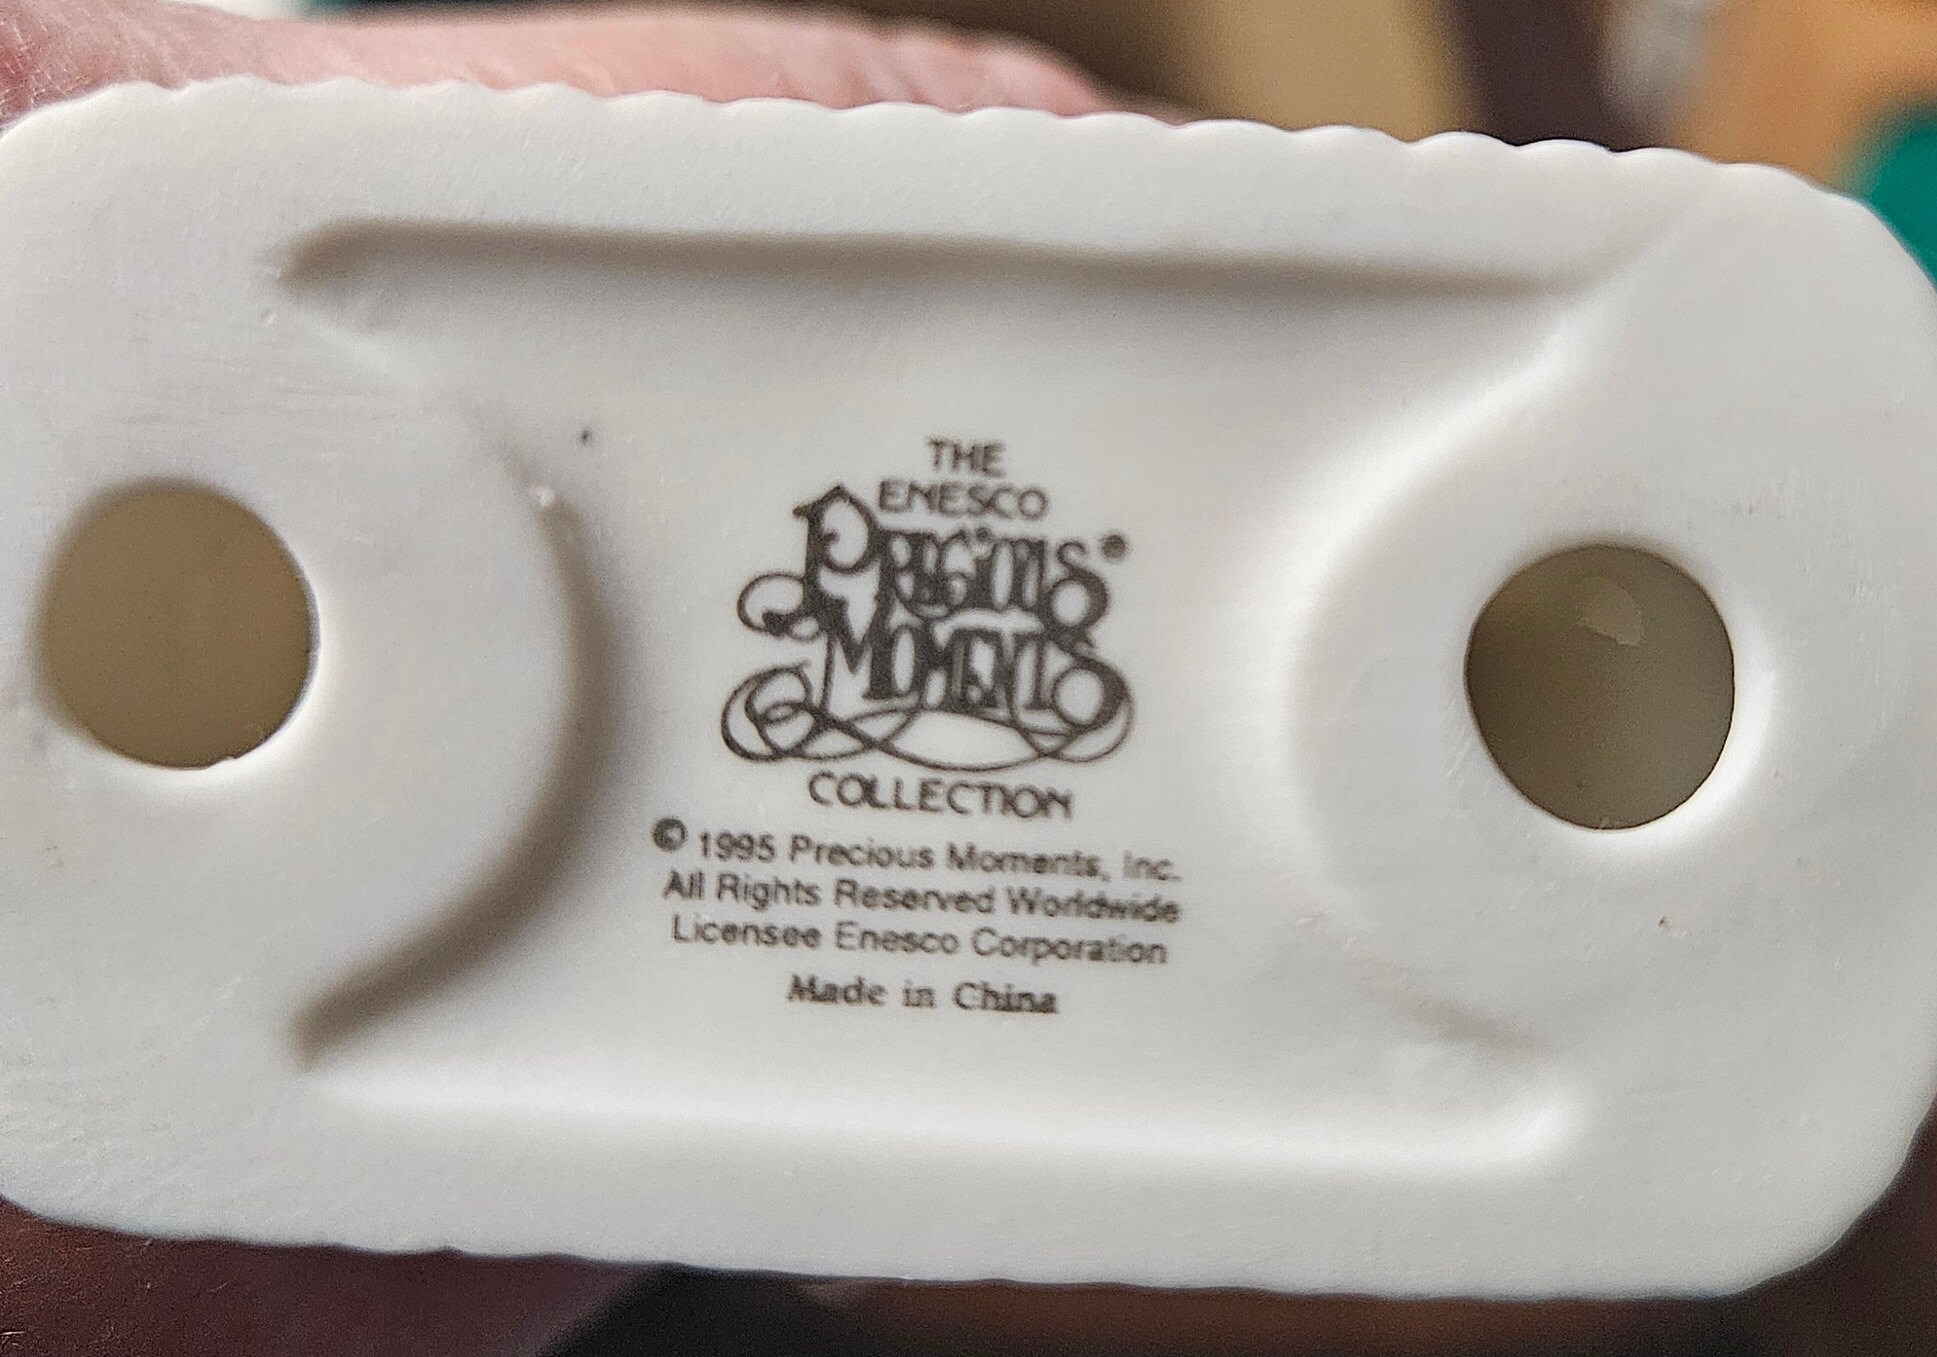 THE
ENESCO
PRECIOUS®
MOMENTS
COLLECTION
© 1995 Precious Moments, Inc.
All Rights Reserved Worldwide
Licensee Enesco Corporation
Made in China